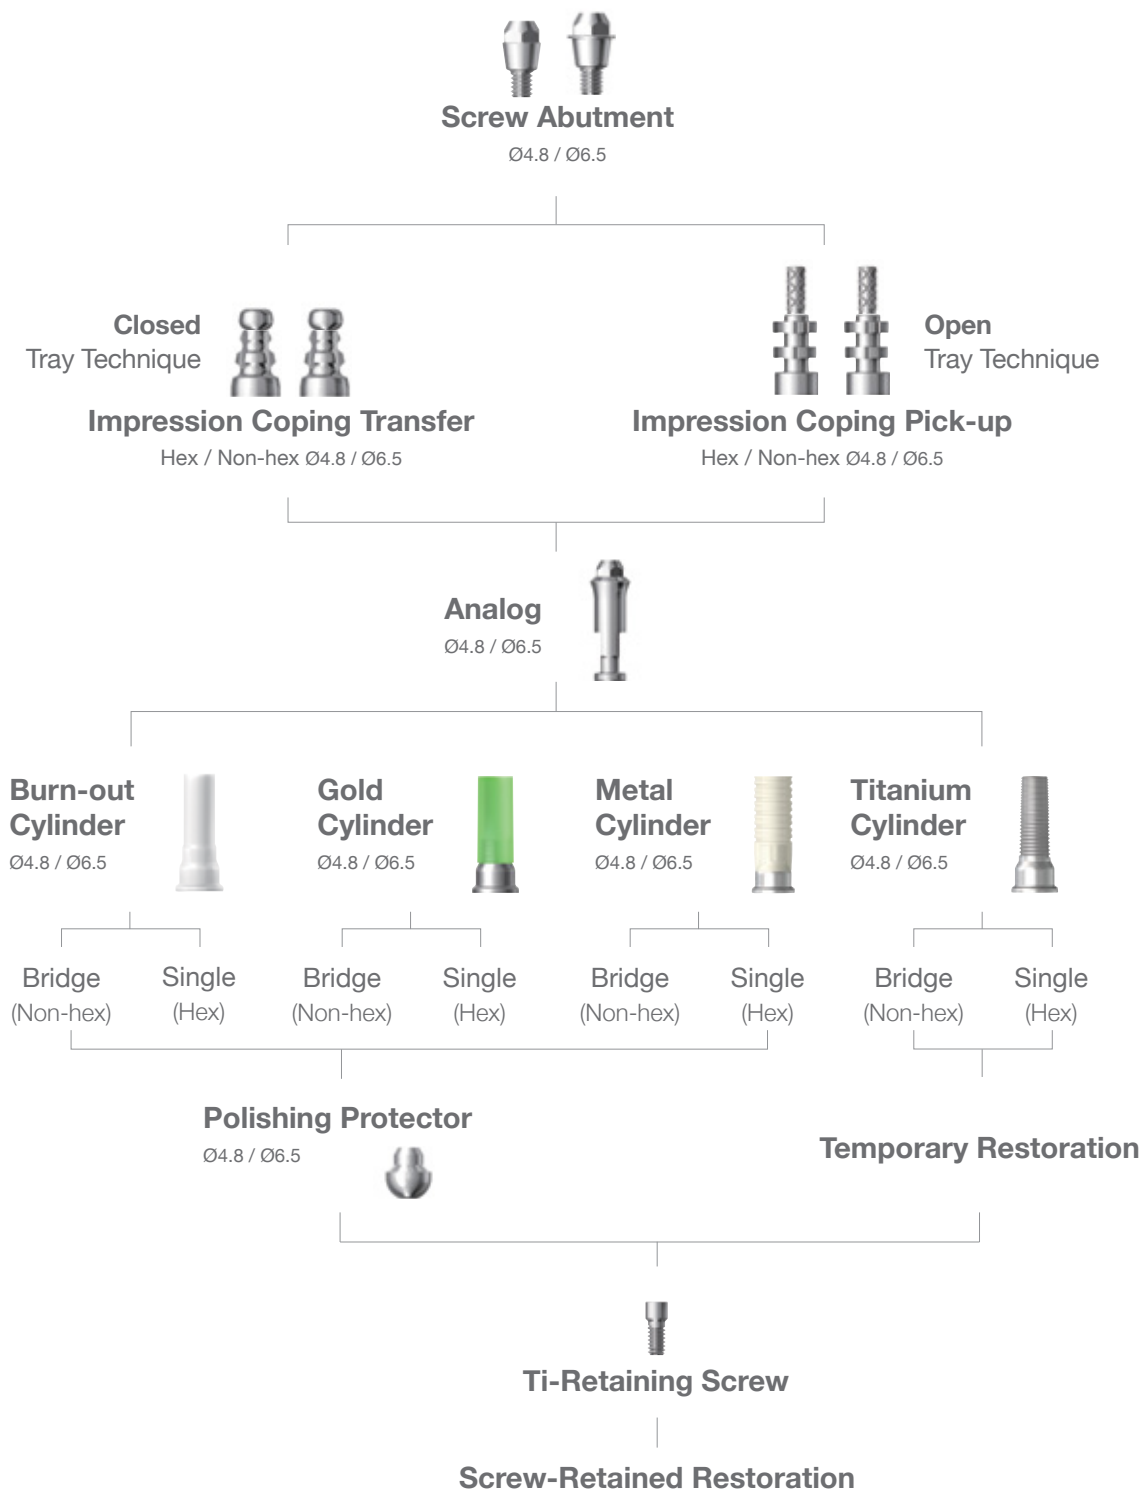 Screw Abutment
Ø4.8 / Ø6.5
Closed
Tray Technique
Impression Coping Transfer
Hex / Non-hex Ø4.8 / Ø6.5
Open
Tray Technique
Impression Coping Pick-up
Hex / Non-hex Ø4.8 / Ø6.5
Analog
Ø4.8 / Ø6.5
Burn-out
Cylinder
Ø4.8 / Ø6.5
Gold
Cylinder
Ø4.8 / Ø6.5
Metal
Cylinder
Ø4.8 / Ø6.5
Titanium
Cylinder
Ø4.8 / Ø6.5
Bridge
(Non-hex)
Single
(Hex)
Bridge
(Non-hex)
Single
(Hex)
Bridge
(Non-hex)
Single
(Hex)
Bridge
(Non-hex)
Single
(Hex)
Polishing Protector
Ø4.8 / Ø6.5
Temporary Restoration
Ti-Retaining Screw
Screw-Retained Restoration